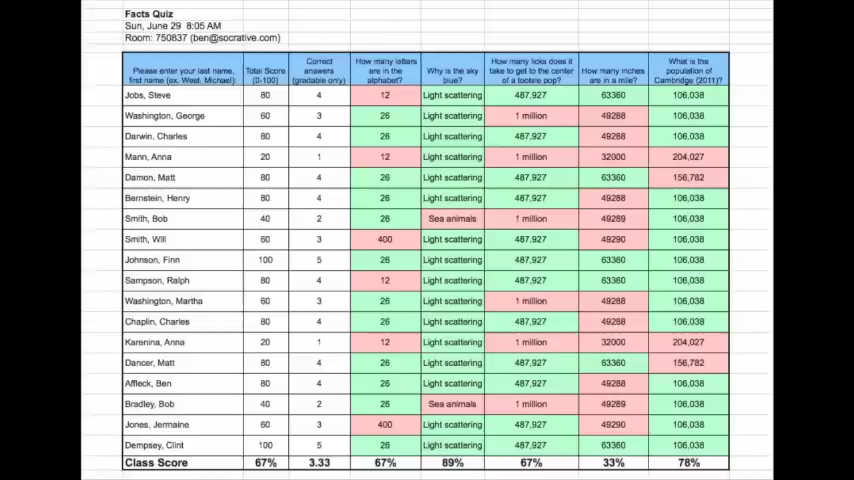 Facts Quiz
Sun, June 29 8:05 AM
Room: 750837 (ben@socrative.com)
Please enter your last name, first name (ex. West, Michael): Total Score (0-100) Correct answers (gradable only) How many letters are in the alphabet? Why is the sky blue? How many licks does it take to get to the center of a tootsie pop? How many inches are in a mile? What is the population of Cambridge (2011)?
Jobs, Steve 80 4 12 Light scattering 487,927 63360 106,038
Washington, George 60 3 26 Light scattering 1 million 49288 106,038
Darwin, Charles 80 4 26 Light scattering 487,927 49288 106,038
Mann, Anna 20 1 12 Light scattering 1 million 32000 204,027
Damon, Matt 80 4 26 Light scattering 487,927 63360 156,782
Bernstein, Henry 80 4 26 Light scattering 487,927 49288 106,038
Smith, Bob 40 2 26 Sea animals 1 million 49289 106,038
Smith, Will 60 3 400 Light scattering 487,927 49290 106,038
Johnson, Finn 100 5 26 Light scattering 487,927 63360 106,038
Sampson, Ralph 80 4 12 Light scattering 487,927 63360 106,038
Washington, Martha 60 3 26 Light scattering 1 million 49288 106,038
Chaplin, Charles 80 4 26 Light scattering 487,927 49288 106,038
Karenina, Anna 20 1 12 Light scattering 1 million 32000 204,027
Dancer, Matt 80 4 26 Light scattering 487,927 63360 156,782
Affleck, Ben 80 4 26 Light scattering 487,927 49288 106,038
Bradley, Bob 40 2 26 Sea animals 1 million 49289 106,038
Jones, Jermaine 60 3 400 Light scattering 487,927 49290 106,038
Dempsey, Clint 100 5 26 Light scattering 487,927 63360 106,038
Class Score 67% 3.33 67% 89% 67% 33% 78%